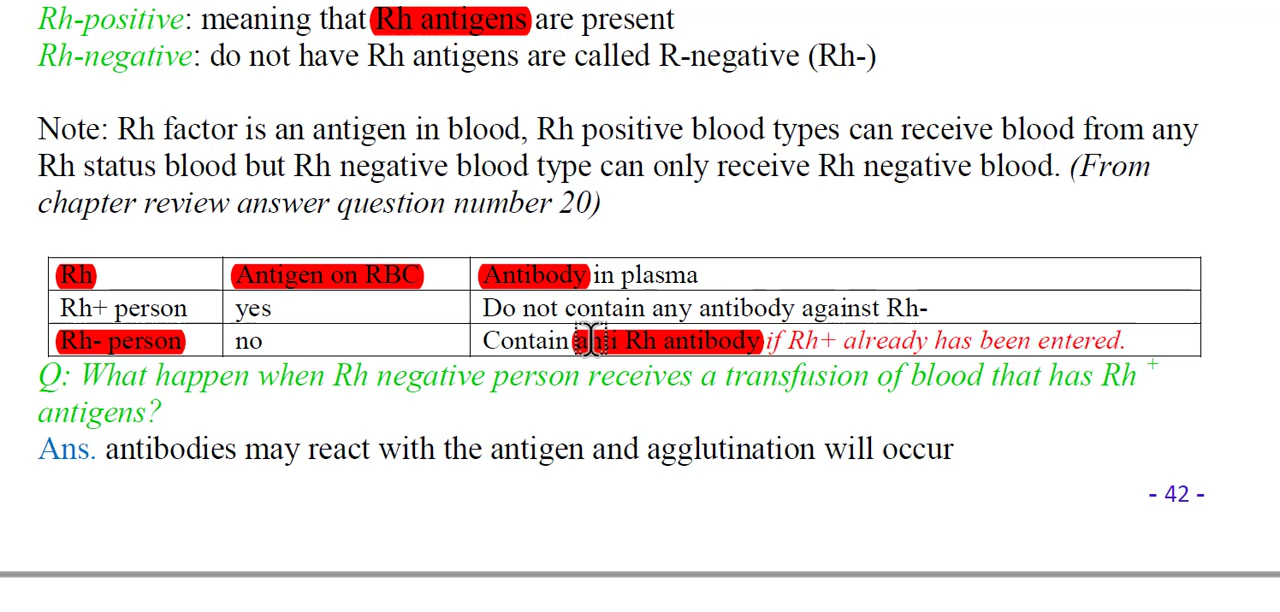 Rh-positive: meaning that Rh antigens are present
Rh-negative: do not have Rh antigens are called R-negative (Rh-)
Note: Rh factor is an antigen in blood, Rh positive blood types can receive blood from any
Rh status blood but Rh negative blood type can only receive Rh negative blood. (From
chapter review answer question number 20)
Rh Antigen on RBC Antibody in plasma
Rh+ person yes Do not contain any antibody against Rh-
Rh- person no Contain anti Rh antibody if Rh+ already has been entered.
Q: What happen when Rh negative person receives a transfusion of blood that has Rh +
antigens?
Ans. antibodies may react with the antigen and agglutination will occur
- 42 -